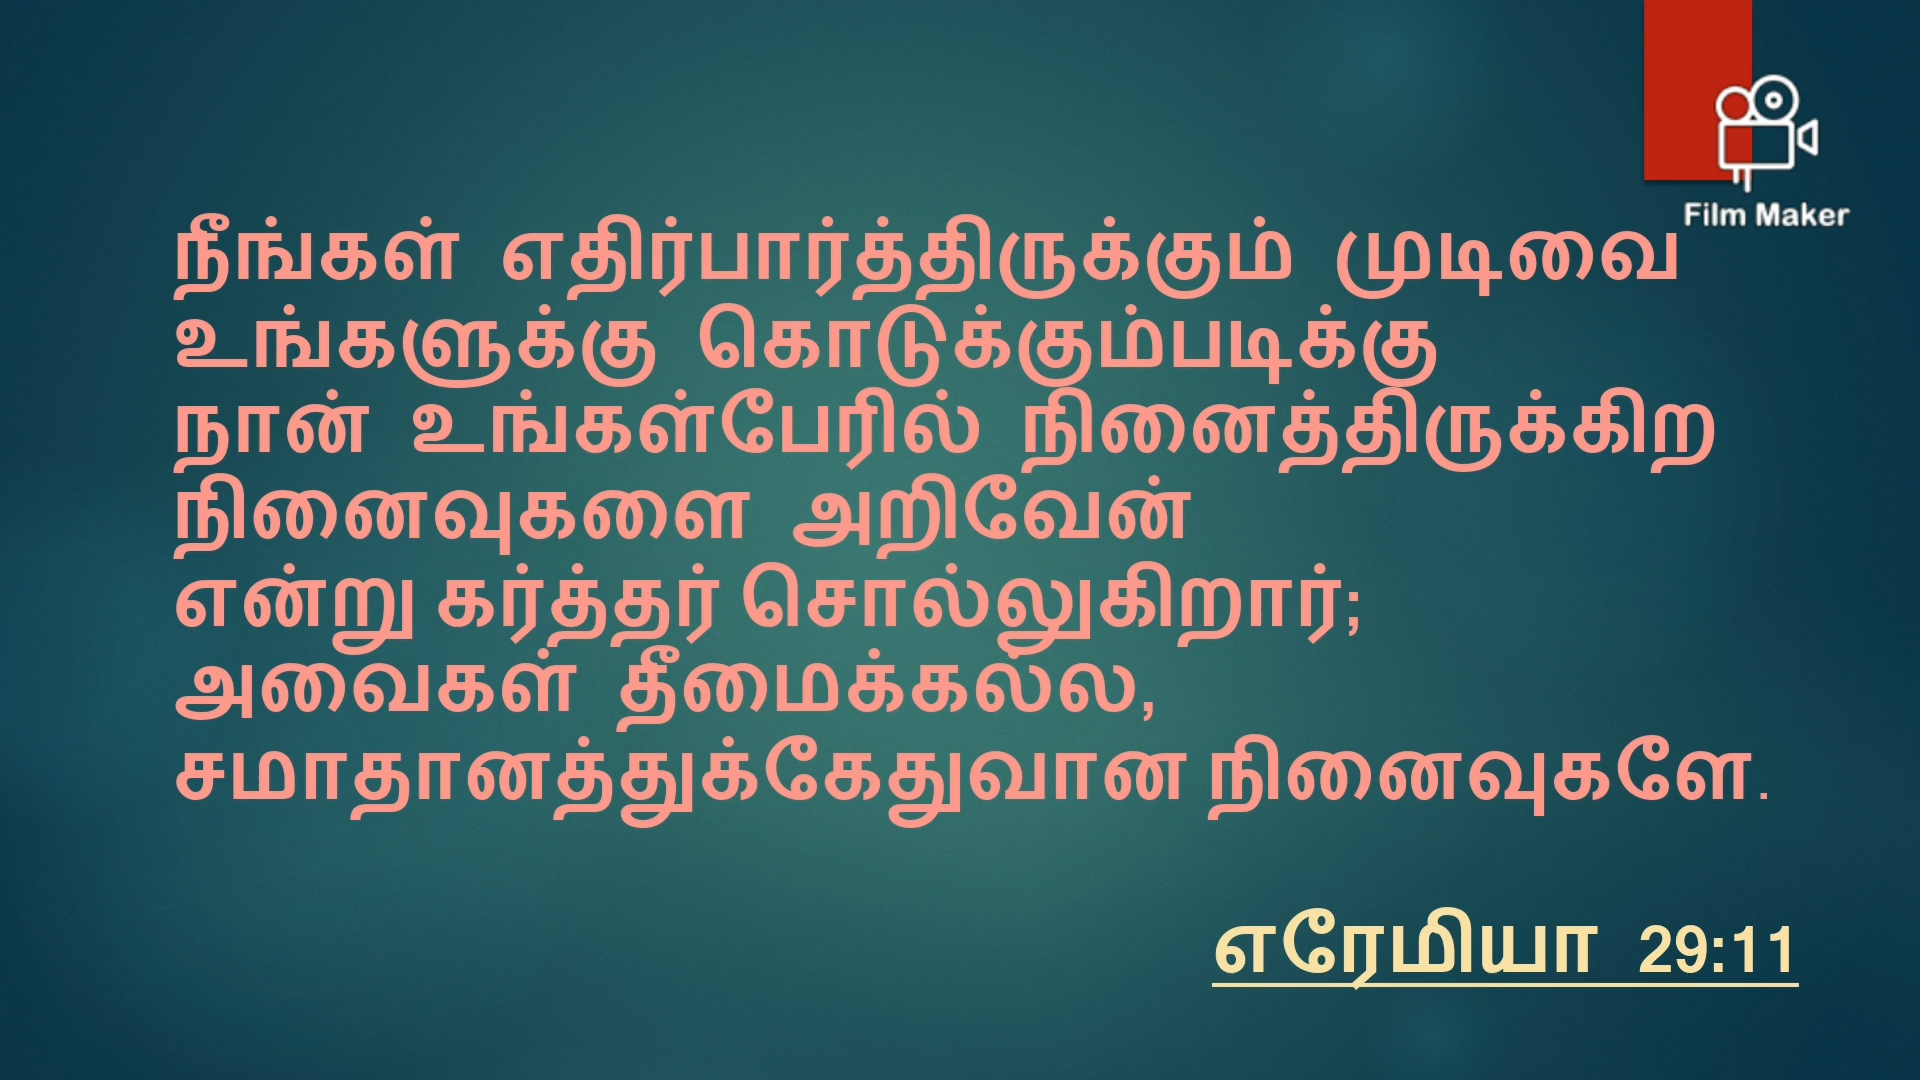 Film Maker
நீங்கள் எதிர்பார்த்திருக்கும் முடிவை
உங்களுக்கு கொடுக்கும்படிக்கு
நான் உங்கள்பேரில் நினைத்திருக்கிற
நினைவுகளை அறிவேன்
என்று கர்த்தர் சொல்லுகிறார்;
அவைகள் தீமைக்கல்ல,
சமாதானத்துக்கேதுவான நினைவுகளே.
எரேமியா 29:11